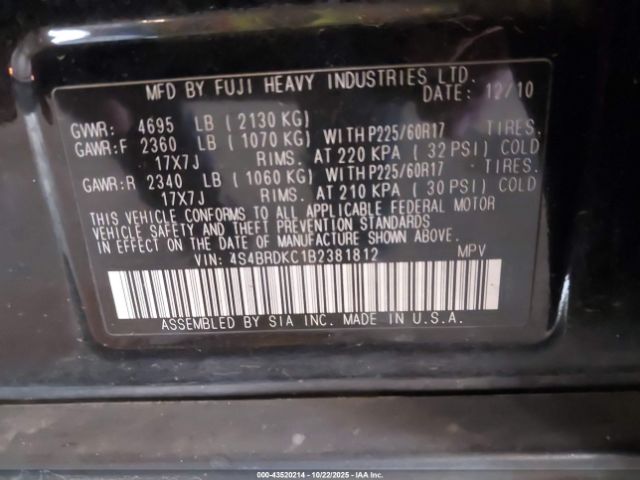 MFD BY FUJI HEAVY INDUSTRIES LTD.
DATE: 12/10
GVWR: 4695 LB (2130 KG)
GAWR:F 2360 LB (1070 KG) WITH P225/60R17 TIRES.
17X7J RIMS. AT 220 KPA (32 PSI) COLD
GAWR:R 2340 LB (1060 KG) WITH P225/60R17 TIRES.
17X7J RIMS. AT 210 KPA (30 PSI) COLD
THIS VEHICLE CONFORMS TO ALL APPLICABLE FEDERAL MOTOR
VEHICLE SAFETY AND THEFT PREVENTION STANDARDS
IN EFFECT ON THE DATE OF MANUFACTURE SHOWN ABOVE.
VIN: 4S4BRDKC1B2381812 MPV
ASSEMBLED BY SIA INC. MADE IN U.S.A.
000-43520214 - 10/22/2025 - © IAA, Inc.